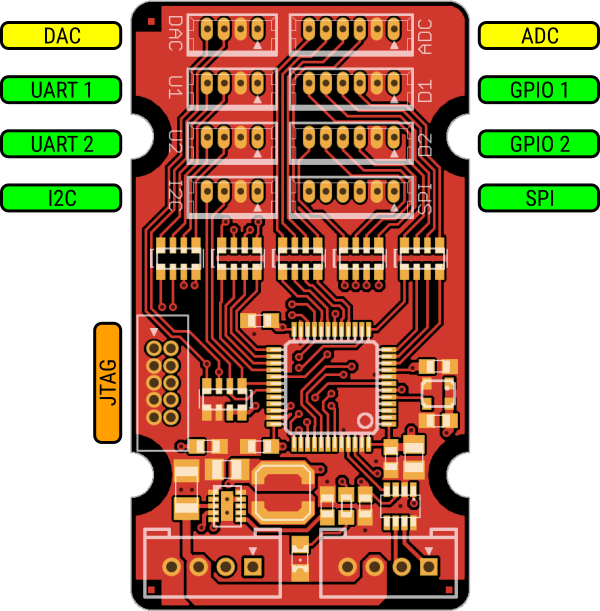 DAC
DAC
ADC
ADC
UART 1
U1
D1
GPIO 1
UART 2
U2
D2
GPIO 2
I2C
I2C
SPI
SPI
JTAG